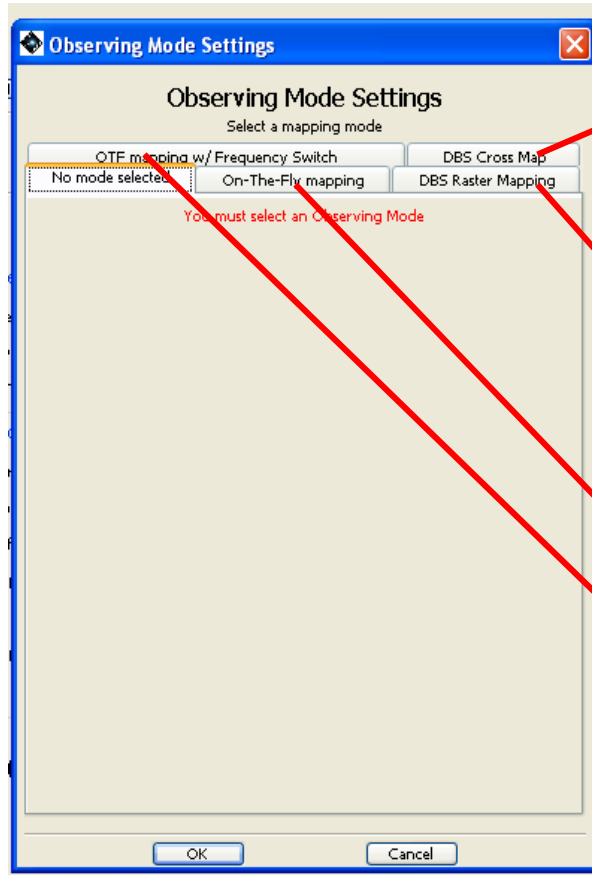 Observing Mode Settings
Observing Mode Settings
Select a mapping mode
OTF mapping w/ Frequency Switch DBS Cross Map
No mode selected On-The-Fly mapping DBS Raster Mapping
You must select an Observing Mode
OK Cancel